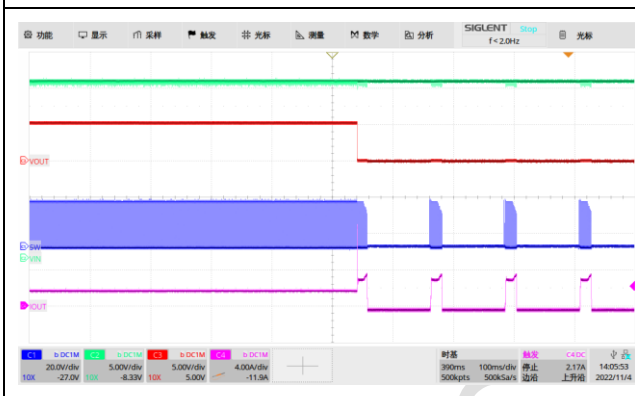 功能 显示 采样 触发 光标 测量 数学 分析 SIGLENT Stop 光标
f < 2.0Hz
VOUT
SW
VIN
IOUT
C1 b DC1M C2 b DC1M C3 b DC1M C4 b DC1M 时基 触发 C4 DC
20.0V/div 5.00V/div 5.00V/div 4.00A/div 390ms 100ms/div 停止 2.17A 14:05:53
10X -27.0V 10X -8.33V 10X 5.00V -11.9A 500kpts 500kSa/s 边沿 上升沿 2022/11/4